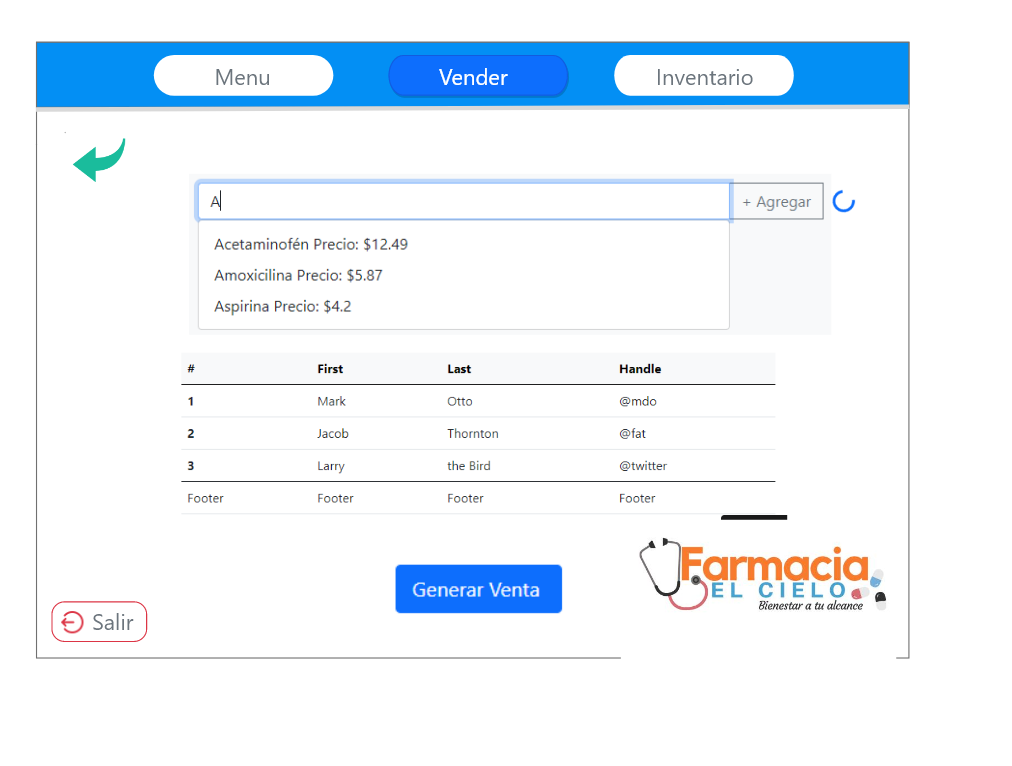 Menu Vender Inventario
A
+ Agregar
Acetaminofén Precio: $12.49
Amoxicilina Precio: $5.87
Aspirina Precio: $4.2
# First Last Handle
1 Mark Otto @mdo
2 Jacob Thornton @fat
3 Larry the Bird @twitter
Footer Footer Footer Footer
Generar Venta
Farmacia
EL CIELO
Bienestar a tu alcance
Salir